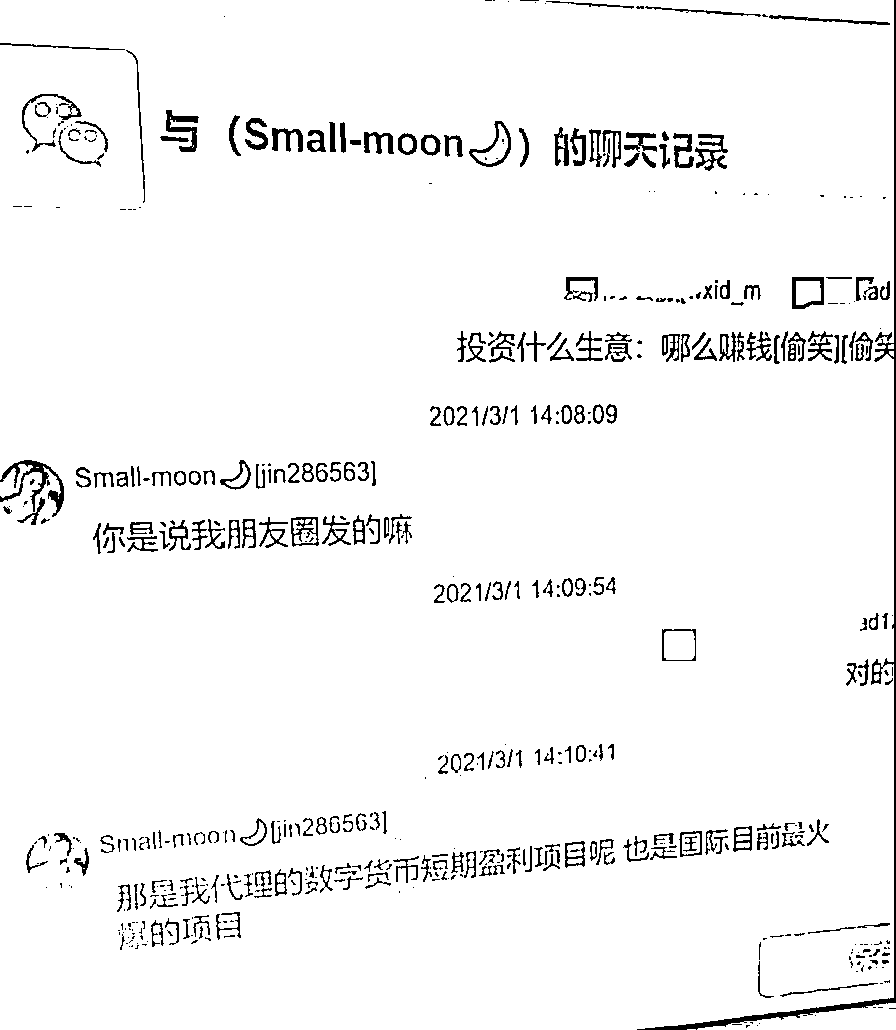 与（Small-moon🌙）的聊天记录
xid_m ad
投资什么生意：哪么赚钱[偷笑][偷笑
2021/3/1 14:08:09
Small-moon🌙[jin286563]
你是说我朋友圈发的嘛
2021/3/1 14:09:54
ad12
对的
2021/3/1 14:10:41
Small-moon🌙[jin286563]
那是我代理的数字货币短期盈利项目呢 也是国际目前最火
爆的项目